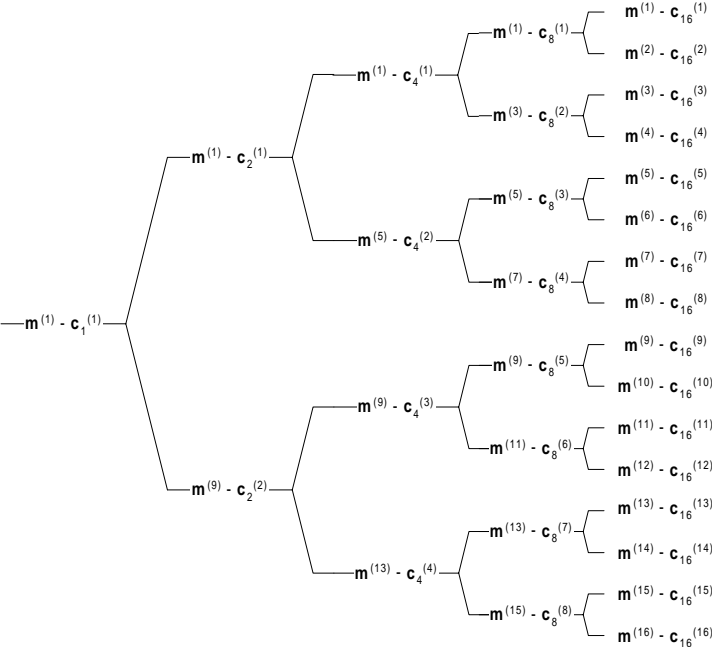 m(1) - c16(1)
m(1) - c8(1)
m(2) - c16(2)
m(1) - c4(1)
m(3) - c16(3)
m(3) - c8(2)
m(4) - c16(4)
m(1) - c2(1)
m(5) - c16(5)
m(5) - c8(3)
m(6) - c16(6)
m(5) - c4(2)
m(7) - c16(7)
m(7) - c8(4)
m(8) - c16(8)
m(1) - c1(1)
m(9) - c16(9)
m(9) - c8(5)
m(10) - c16(10)
m(9) - c4(3)
m(11) - c16(11)
m(11) - c8(6)
m(12) - c16(12)
m(9) - c2(2)
m(13) - c16(13)
m(13) - c8(7)
m(14) - c16(14)
m(13) - c4(4)
m(15) - c16(15)
m(15) - c8(8)
m(16) - c16(16)